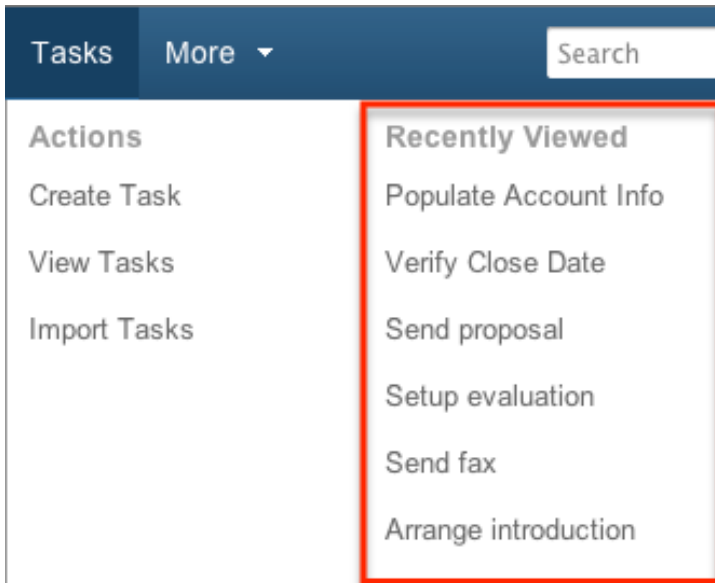 Tasks
More
Search
Actions
Create Task
View Tasks
Import Tasks
Recently Viewed
Populate Account Info
Verify Close Date
Send proposal
Setup evaluation
Send fax
Arrange introduction